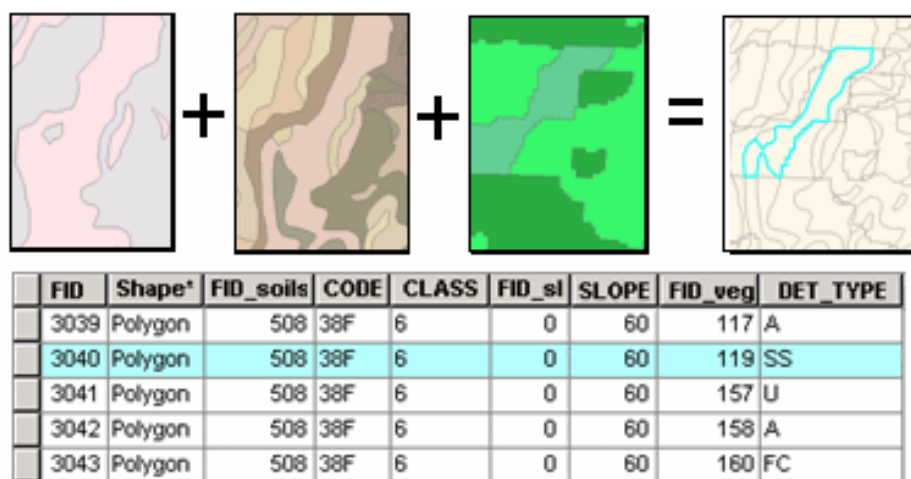 + + =
FID Shape* FID_soils CODE CLASS FID_sl SLOPE FID_veg DET_TYPE
3039 Polygon 508 38F 6 0 60 117 A
3040 Polygon 508 38F 6 0 60 119 SS
3041 Polygon 508 38F 6 0 60 157 U
3042 Polygon 508 38F 6 0 60 158 A
3043 Polygon 508 38F 6 0 60 160 FC